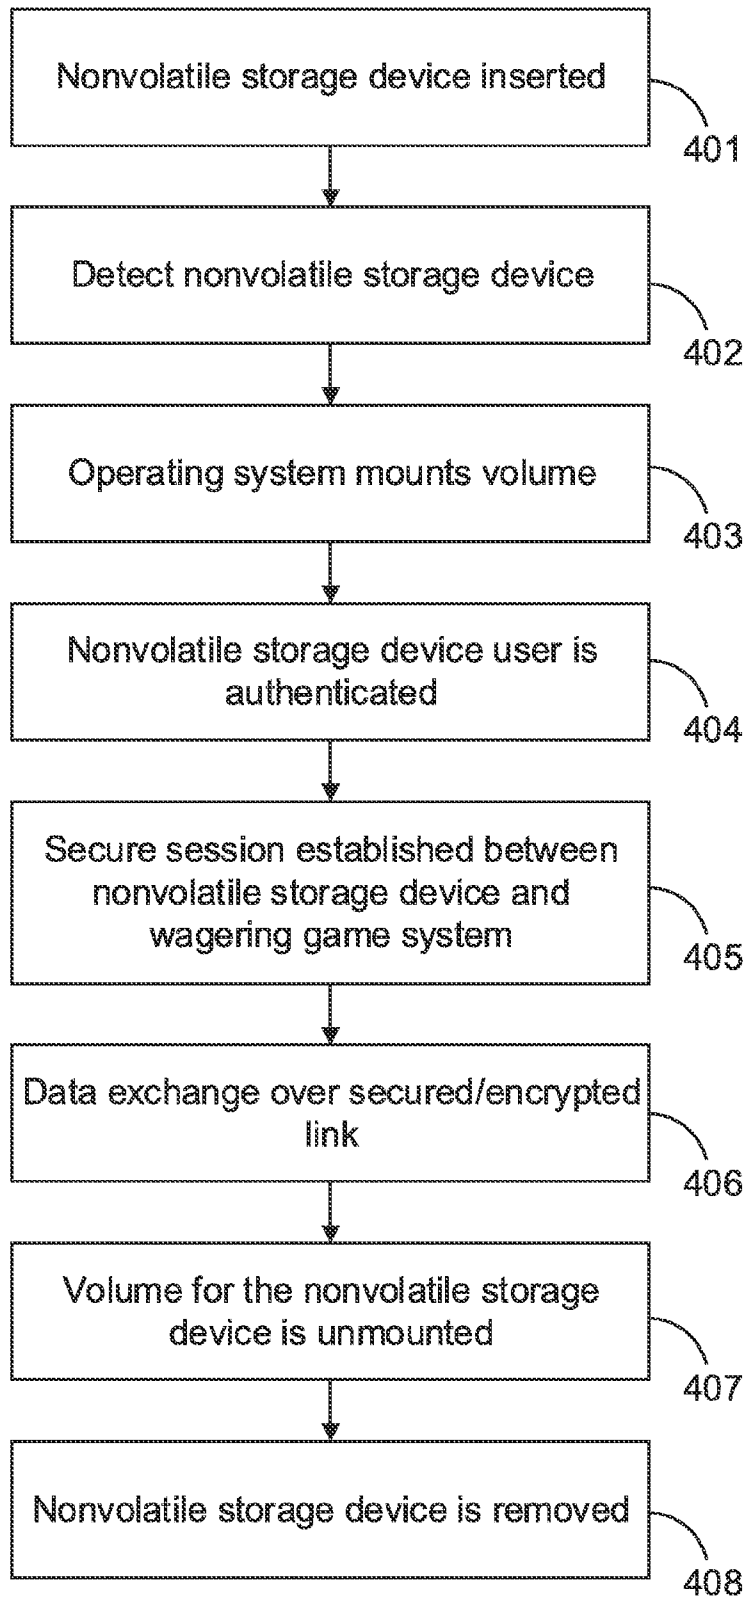 Nonvolatile storage device inserted
401
Detect nonvolatile storage device
402
Operating system mounts volume
403
Nonvolatile storage device user is
authenticated
404
Secure session established between
nonvolatile storage device and
wagering game system
405
Data exchange over secured/encrypted
link
406
Volume for the nonvolatile storage
device is unmounted
407
Nonvolatile storage device is removed
408